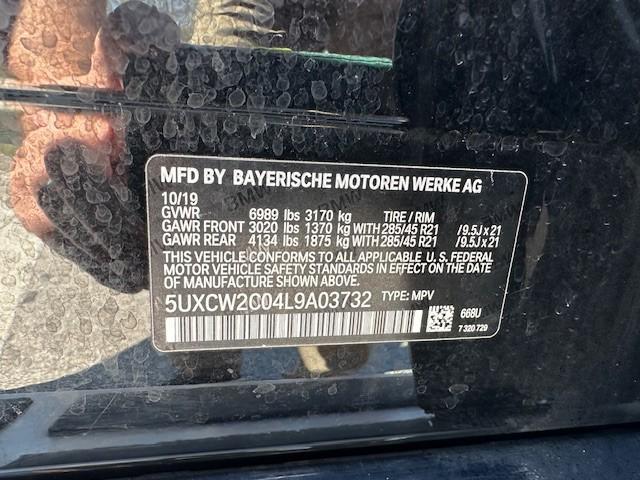 MFD BY BAYERISCHE MOTOREN WERKE AG
10/19
GVWR 6989 lbs 3170 kg TIRE / RIM
GAWR FRONT 3020 lbs 1370 kg WITH 285/45 R21 /9.5J x 21
GAWR REAR 4134 lbs 1875 kg WITH 285/45 R21 /9.5J x 21
THIS VEHICLE CONFORMS TO ALL APPLICABLE U. S. FEDERAL
MOTOR VEHICLE SAFETY STANDARDS IN EFFECT ON THE DATE
OF MANUFACTURE SHOWN ABOVE.
5UXCW2C04L9A03732 TYPE: MPV
668U
7 320 729